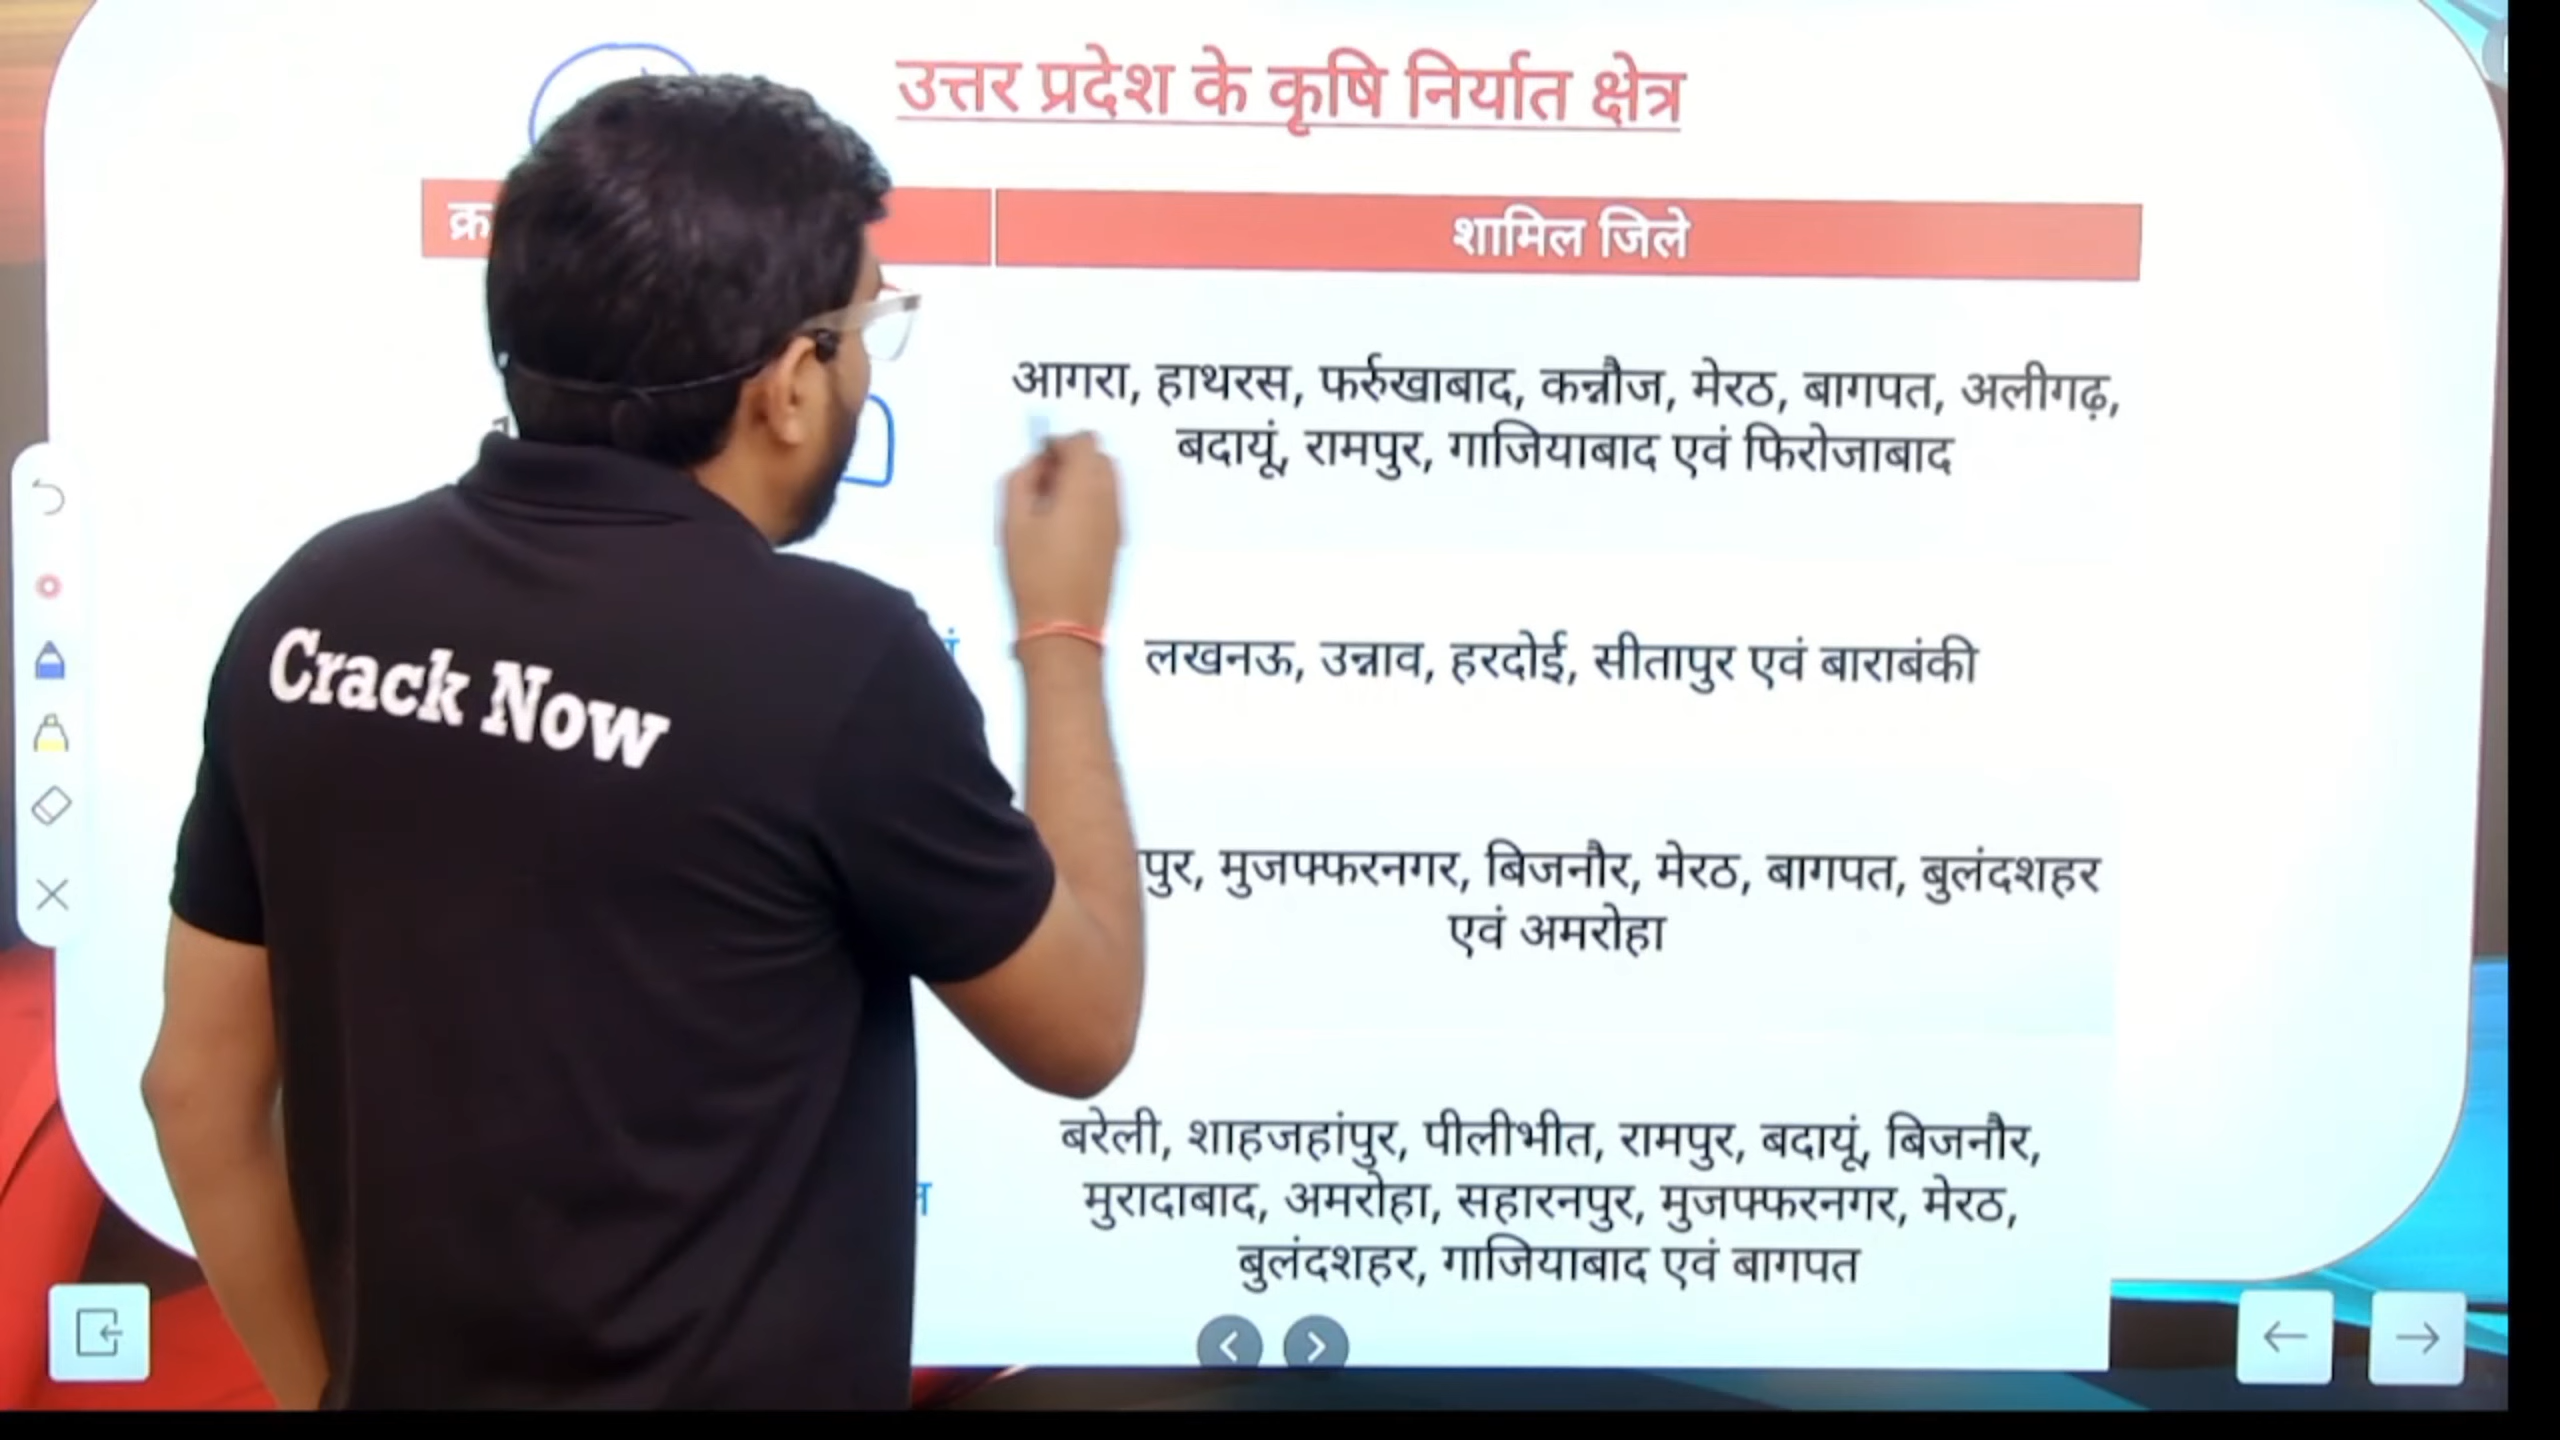 उत्तर प्रदेश के कृषि निर्यात क्षेत्र
शामिल जिले
आगरा, हाथरस, फर्रुखाबाद, कन्नौज, मेरठ, बागपत, अलीगढ़,
बदायूं, रामपुर, गाजियाबाद एवं फिरोजाबाद
लखनऊ, उन्नाव, हरदोई, सीतापुर एवं बाराबंकी
मुजफ्फरनगर, बिजनौर, मेरठ, बागपत, बुलंदशहर
एवं अमरोहा
बरेली, शाहजहांपुर, पीलीभीत, रामपुर, बदायूं, बिजनौर,
मुरादाबाद, अमरोहा, सहारनपुर, मुजफ्फरनगर, मेरठ,
बुलंदशहर, गाजियाबाद एवं बागपत
Crack Now